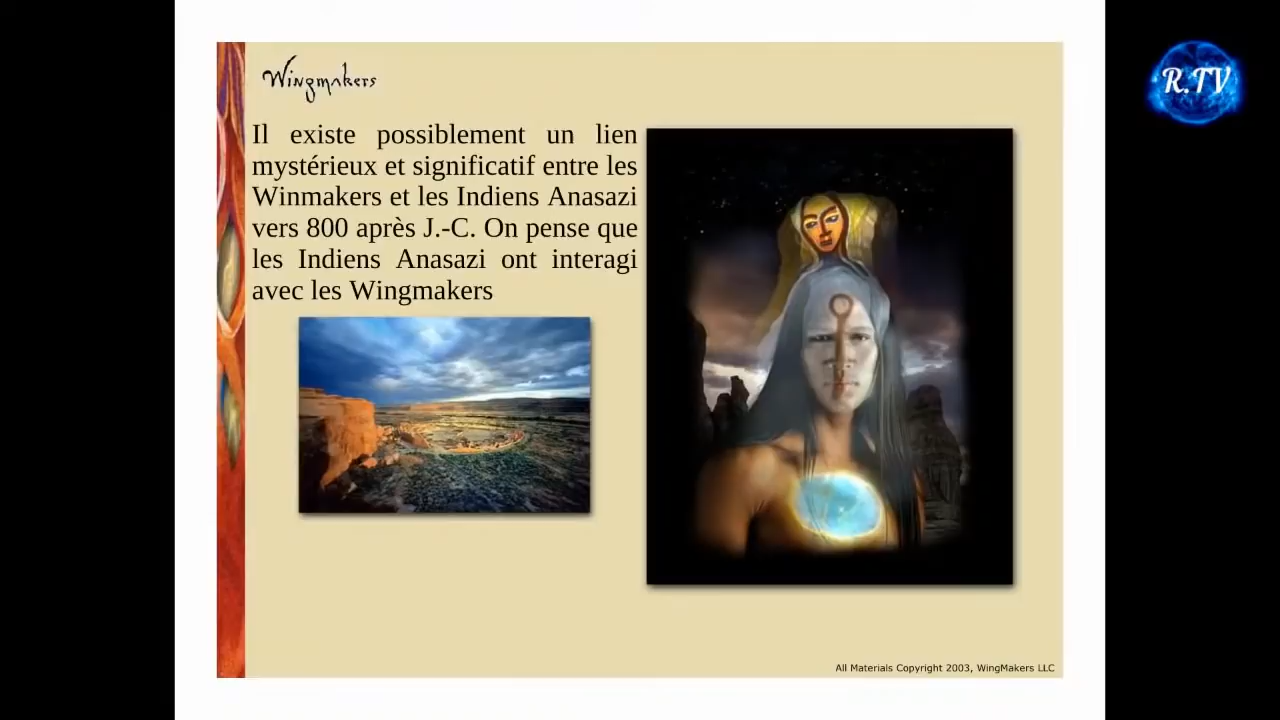 Wingmakers
R.TV
Il existe possiblement un lien
mystérieux et significatif entre les
Winmakers et les Indiens Anasazi
vers 800 après J.-C. On pense que
les Indiens Anasazi ont interagi
avec les Wingmakers
All Materials Copyright 2003, WingMakers LLC